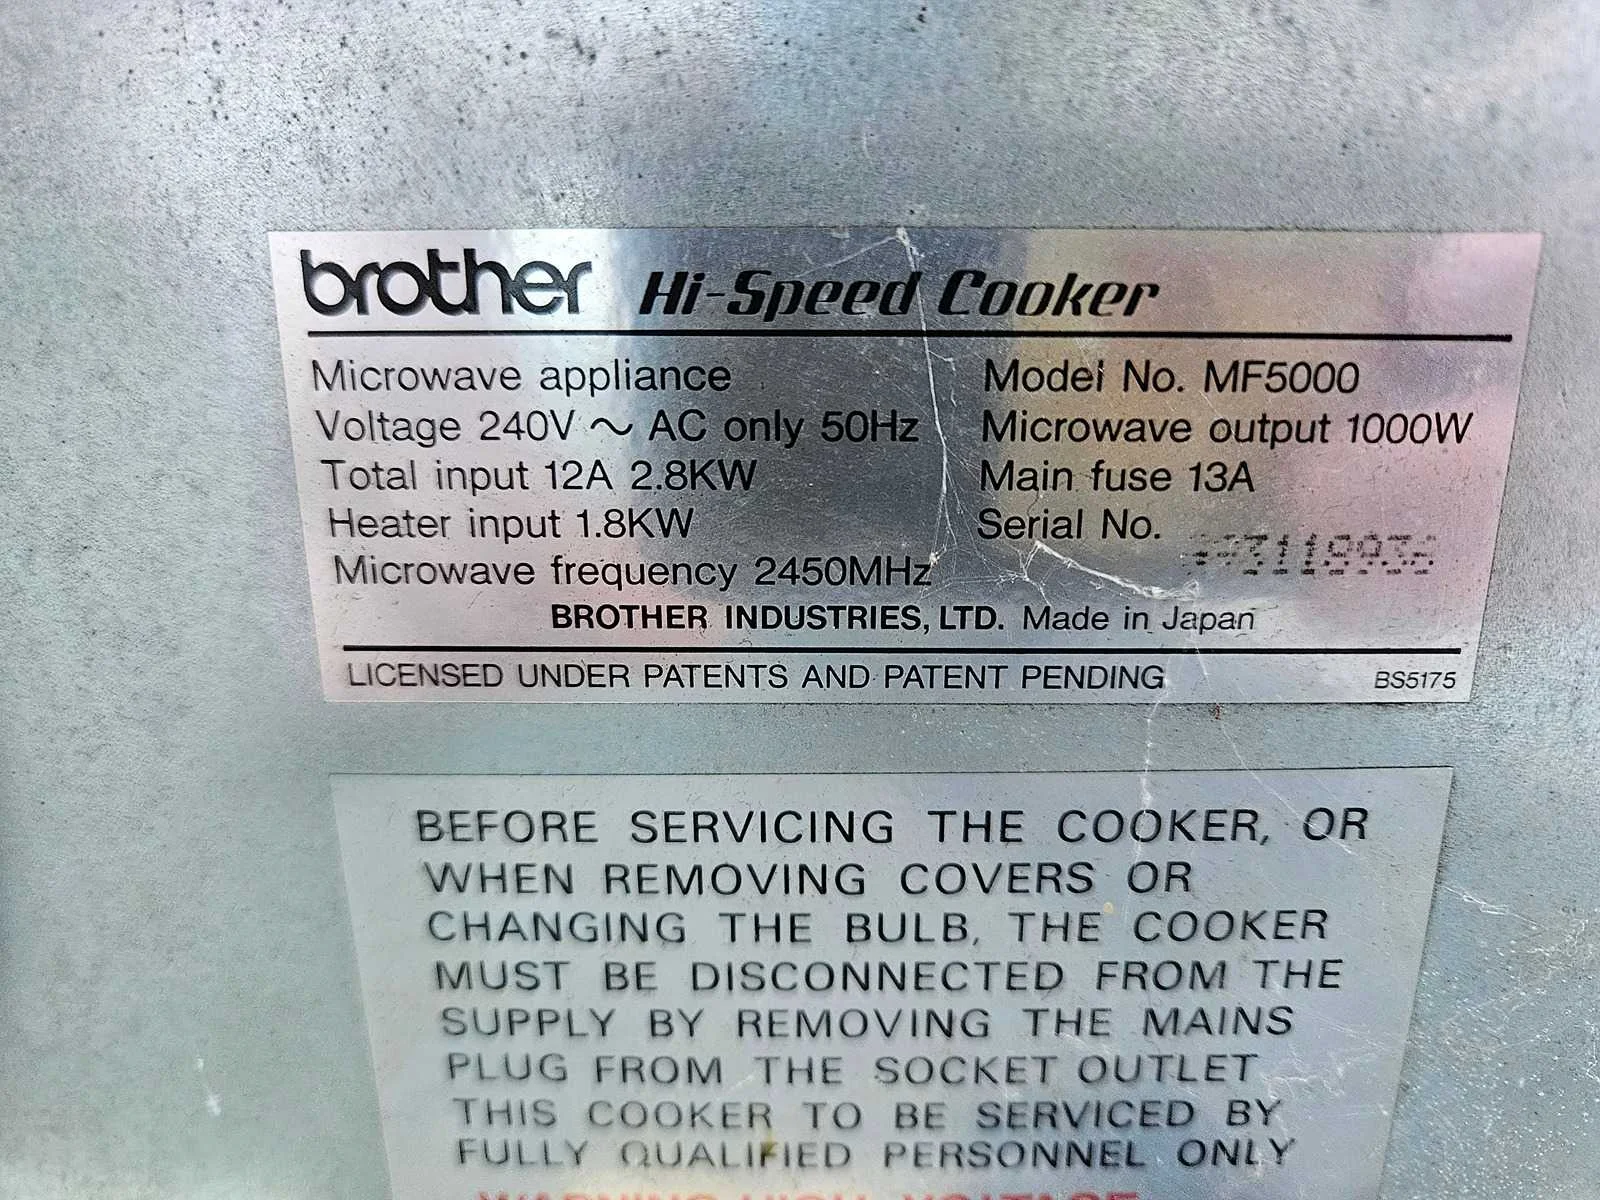 brother Hi-Speed Cooker
Microwave appliance Model No. MF5000
Voltage 240V ~ AC only 50Hz Microwave output 1000W
Total input 12A 2.8KW Main fuse 13A
Heater input 1.8KW Serial No.
Microwave frequency 2450MHz
BROTHER INDUSTRIES, LTD. Made in Japan
LICENSED UNDER PATENTS AND PATENT PENDING BS5175
BEFORE SERVICING THE COOKER, OR
WHEN REMOVING COVERS OR
CHANGING THE BULB, THE COOKER
MUST BE DISCONNECTED FROM THE
SUPPLY BY REMOVING THE MAINS
PLUG FROM THE SOCKET OUTLET
THIS COOKER TO BE SERVICED BY
FULLY QUALIFIED PERSONNEL ONLY
WARNING HIGH VOLTAGE